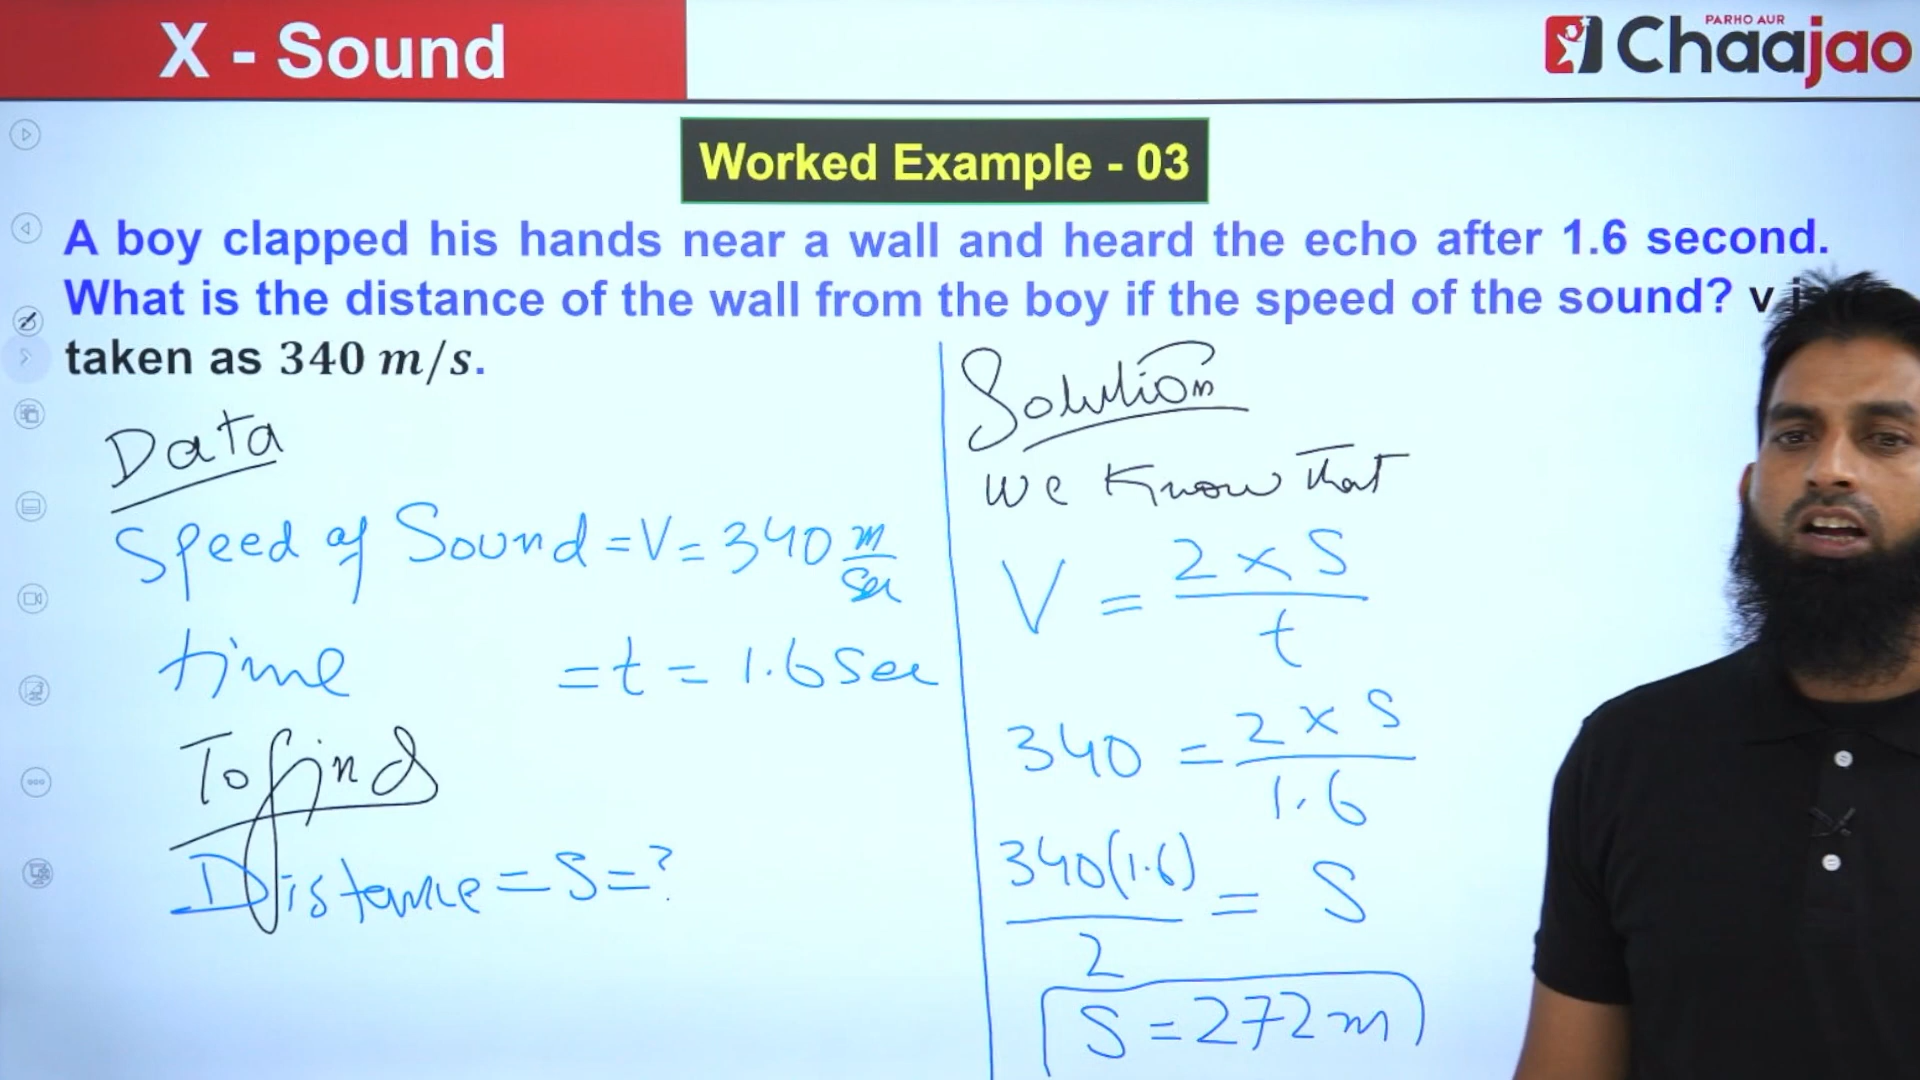 X - Sound
PARHO AUR
Chaajao
Worked Example - 03
A boy clapped his hands near a wall and heard the echo after 1.6 second.
What is the distance of the wall from the boy if the speed of the sound? v is
taken as 340 m/s.
Data
Speed of Sound = V = 340 m/sec
time = t = 1.6 Sec
To find
Distance = S = ?
Solution
we know that
V = 2 x S / t
340 = 2 x S / 1.6
340(1.6) / 2 = S
S = 272 m